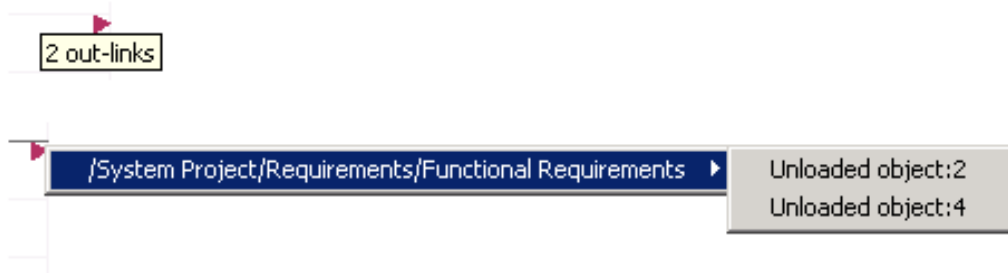 2 out-links
/System Project/Requirements/Functional Requirements
Unloaded object:2
Unloaded object:4